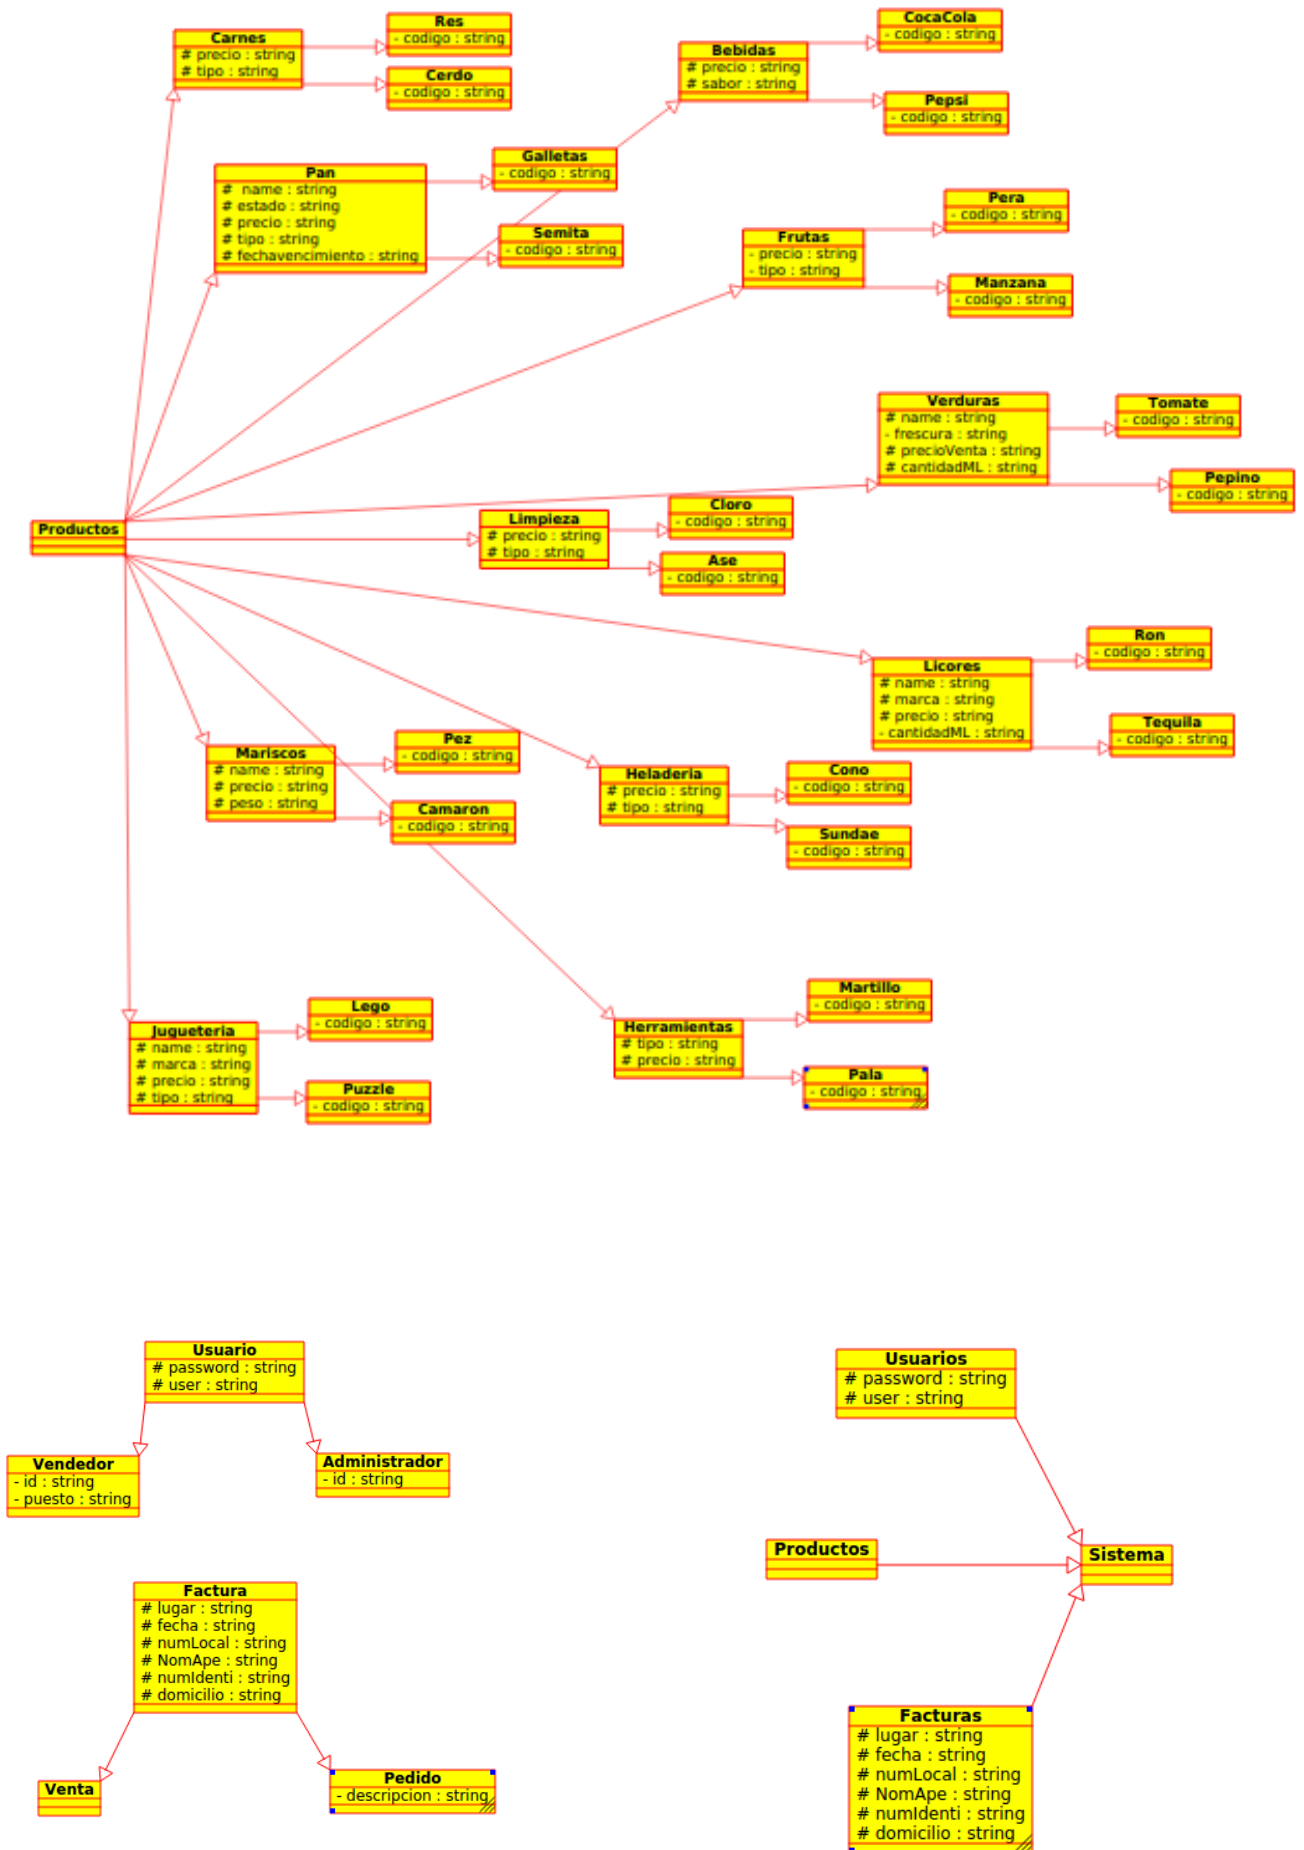 Carnes
# precio : string
# tipo : string
Res
- codigo : string
Cerdo
- codigo : string
Bebidas
# precio : string
# sabor : string
CocaCola
- codigo : string
Pepsi
- codigo : string
Pan
#  name : string
# estado : string
# precio : string
# tipo : string
# fechavencimiento : string
Galletas
- codigo : string
Semita
- codigo : string
Frutas
- precio : string
- tipo : string
Pera
- codigo : string
Manzana
- codigo : string
Verduras
# name : string
- frescura : string
# precioVenta : string
# cantidadML : string
Tomate
- codigo : string
Pepino
- codigo : string
Productos
Limpieza
# precio : string
# tipo : string
Cloro
- codigo : string
Ase
- codigo : string
Licores
# name : string
# marca : string
# precio : string
- cantidadML : string
Ron
- codigo : string
Tequila
- codigo : string
Mariscos
# name : string
# precio : string
# peso : string
Pez
- codigo : string
Camaron
- codigo : string
Heladeria
# precio : string
# tipo : string
Cono
- codigo : string
Sundae
- codigo : string
Jugueteria
# name : string
# marca : string
# precio : string
# tipo : string
Lego
- codigo : string
Puzzle
- codigo : string
Herramientas
# tipo : string
# precio : string
Martillo
- codigo : string
Pala
- codigo : string
Usuario
# password : string
# user : string
Vendedor
- id : string
- puesto : string
Administrador
- id : string
Factura
# lugar : string
# fecha : string
# numLocal : string
# NomApe : string
# numIdenti : string
# domicilio : string
Venta
Pedido
- descripcion : string
Usuarios
# password : string
# user : string
Productos
Sistema
Facturas
# lugar : string
# fecha : string
# numLocal : string
# NomApe : string
# numIdenti : string
# domicilio : string